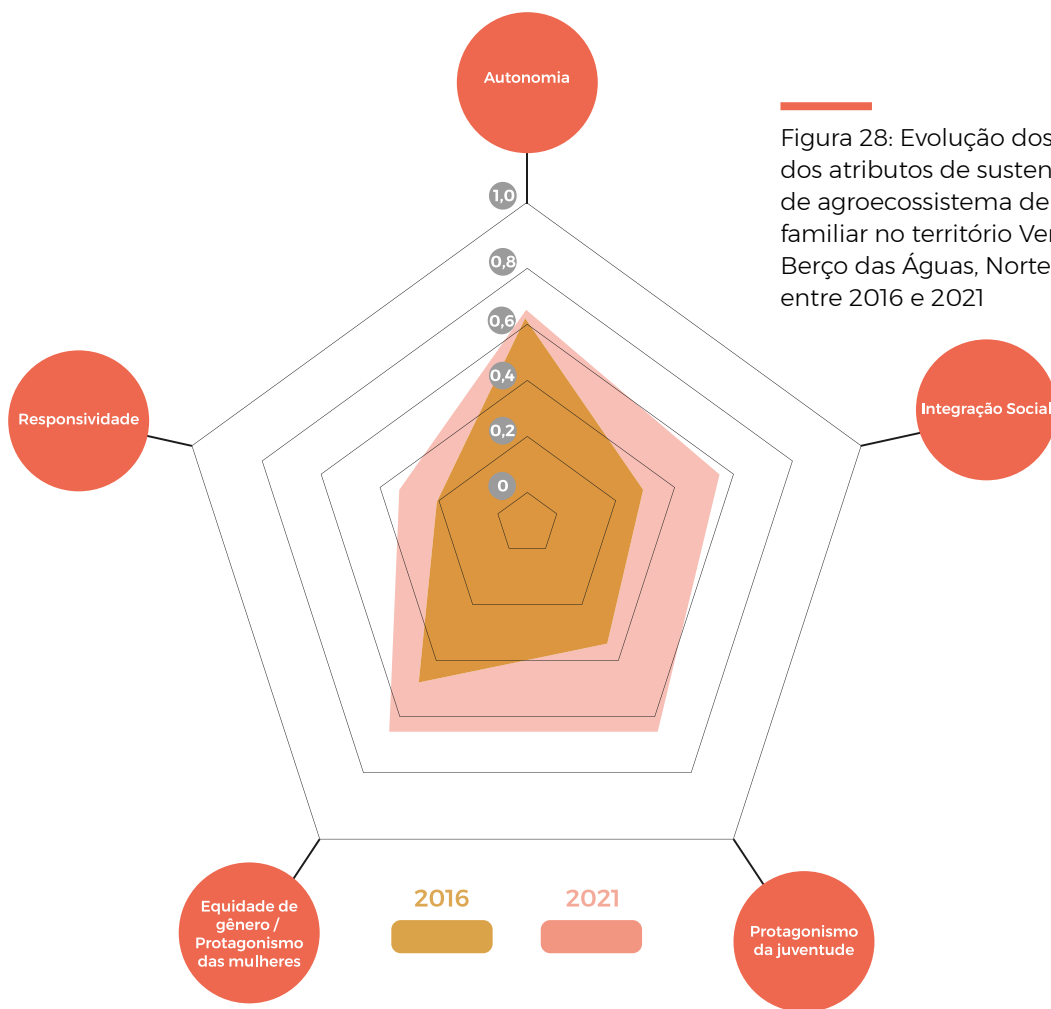 Autonomia
Figura 28: Evolução dos
dos atributos de susten
de agroecossistema de
familiar no território Ver
Berço das Águas, Norte
entre 2016 e 2021
1,0
0,8
0,6
0,4
0,2
0
Responsividade
Integração Social
Equidade de
gênero /
Protagonismo
das mulheres
2016
2021
Protagonismo
da juventude